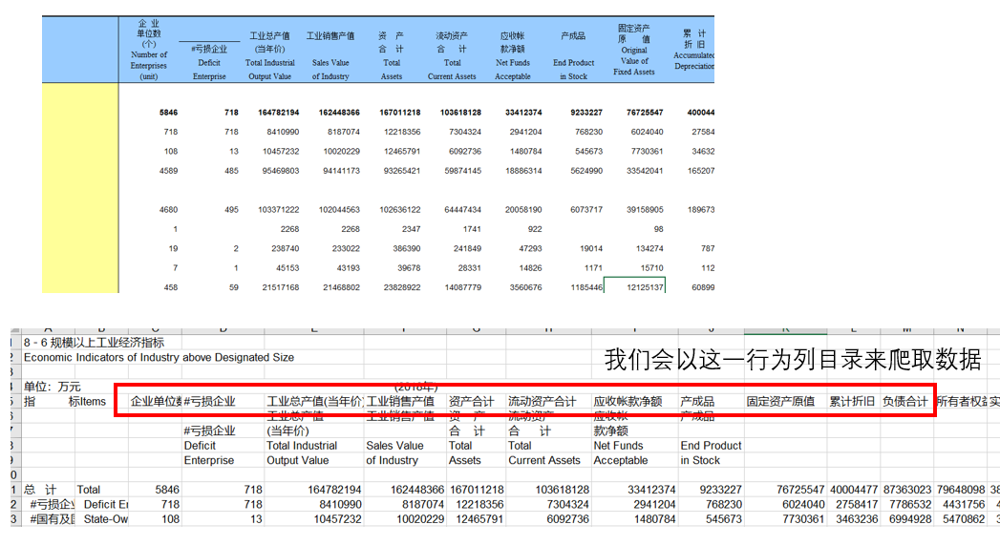 企 业
单位数
(个)
Number of
Enterprises
(unit)
#亏损企业
Deficit
Enterprise
工业总产值
(当年价)
Total Industrial
Output Value
工业销售产值
Sales Value
of Industry
资 产
合 计
Total
Assets
流动资产
合 计
Total
Current Assets
应收帐
款净额
Net Funds
Acceptable
产成品
End Product
in Stock
固定资产
原 值
Original
Value of
Fixed Assets
累 计
折 旧
Accumulated
Depreciation
5846 718 164782194 162448366 167011218 103618128 33412374 9233227 76725547 400044
718 718 8410990 8187074 12218356 7304324 2941204 768230 6024040 27584
108 13 10457232 10020229 12465791 6092736 1480784 545673 7730361 34632
4589 485 95469803 94141173 93265421 59874145 18886314 5624990 33542041 165207
4680 495 103371222 102044563 102636122 64447434 20058190 6073717 39158905 189673
1 2268 2268 2347 1741 922 98
19 2 238740 233022 386390 241849 47293 19014 134274 787
7 1 45153 43193 39678 28331 14826 1171 15710 112
458 59 21517168 21468802 23828922 14087779 3560676 1185446 12125137 60899
8－6 规模以上工业经济指标
Economic Indicators of Industry above Designated Size
我们会以这一行为列目录来爬取数据
单位：万元 (2018年)
指 标Items 企业单位数 #亏损企业 工业总产值(当年价) 工业销售产值 资产合计 流动资产合计 应收帐款净额 产成品 固定资产原值 累计折旧 负债合计 所有者权益 实
工业总产值 工业销售产值 资 产 流动资产 应收帐 产成品
#亏损企业 (当年价) 合 计 合 计 款净额
Deficit Total Industrial Sales Value Total Total Net Funds End Product
Enterprise Output Value of Industry Assets Current Assets Acceptable in Stock
总 计 Total 5846 718 164782194 162448366 167011218 103618128 33412374 9233227 76725547 40004477 87363023 79648098 38
#亏损企业 Deficit En 718 718 8410990 8187074 12218356 7304324 2941204 768230 6024040 2758417 7786532 4431756
#国有及国 State-Ow 108 13 10457232 10020229 12465791 6092736 1480784 545673 7730361 3463236 6994928 5470862